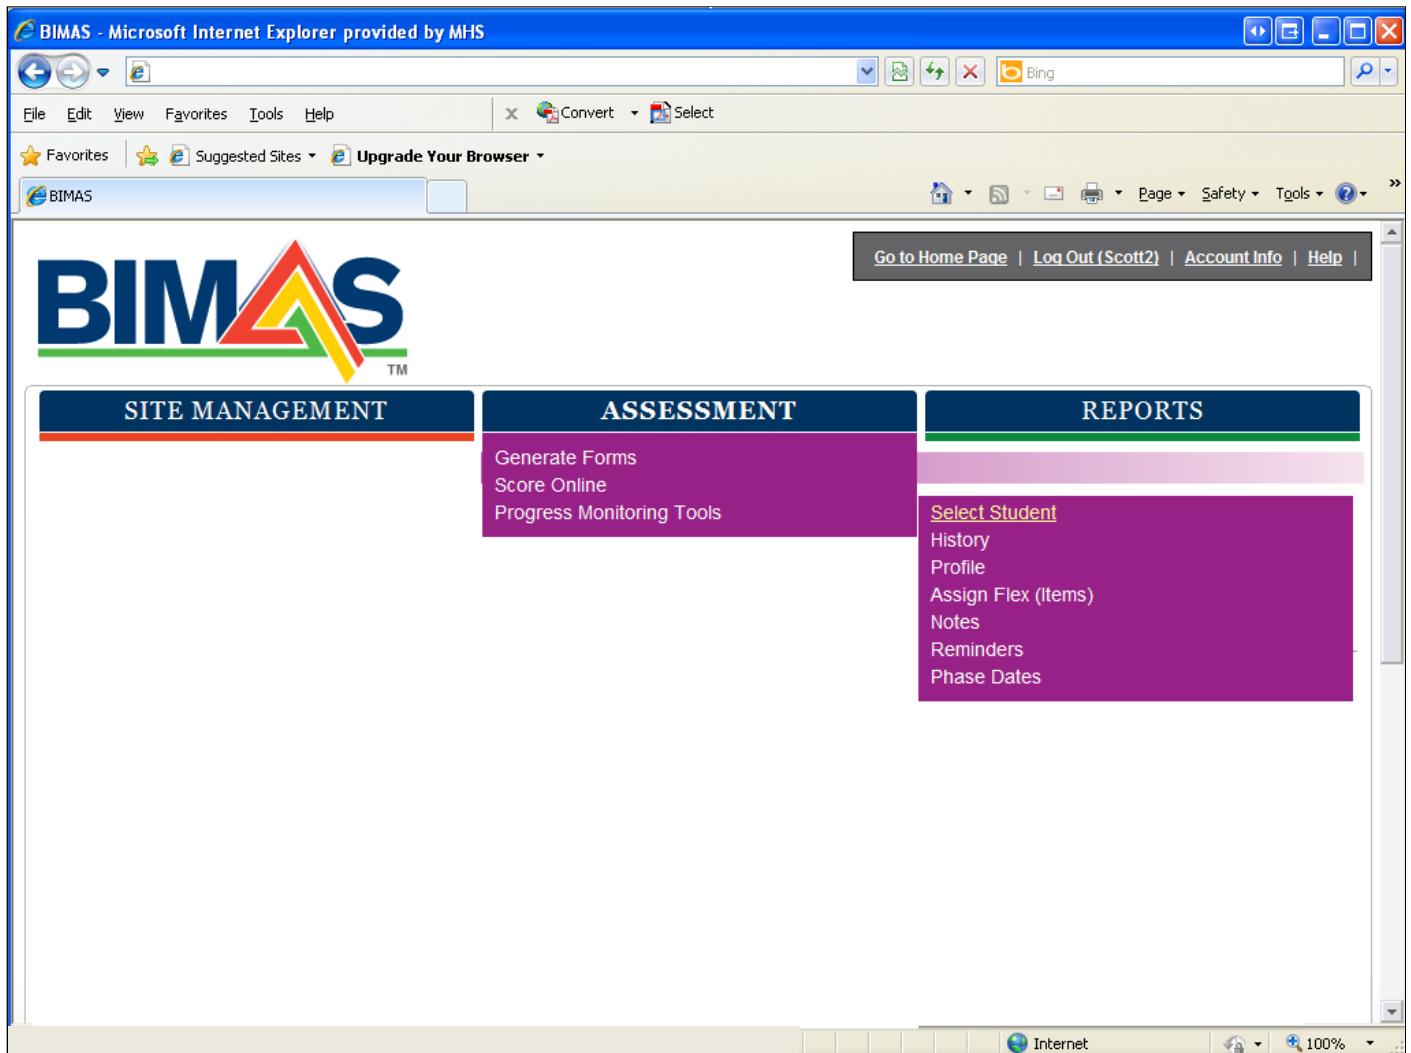 BIMAS - Microsoft Internet Explorer provided by MHS
Bing
File Edit View Favorites Tools Help x Convert Select
Favorites Suggested Sites Upgrade Your Browser
BIMAS Page Safety Tools »
Go to Home Page | Log Out (Scott2) | Account Info | Help |
BIMAS
TM
SITE MANAGEMENT ASSESSMENT REPORTS
Generate Forms
Score Online
Progress Monitoring Tools
Select Student
History
Profile
Assign Flex (Items)
Notes
Reminders
Phase Dates
Internet 100%